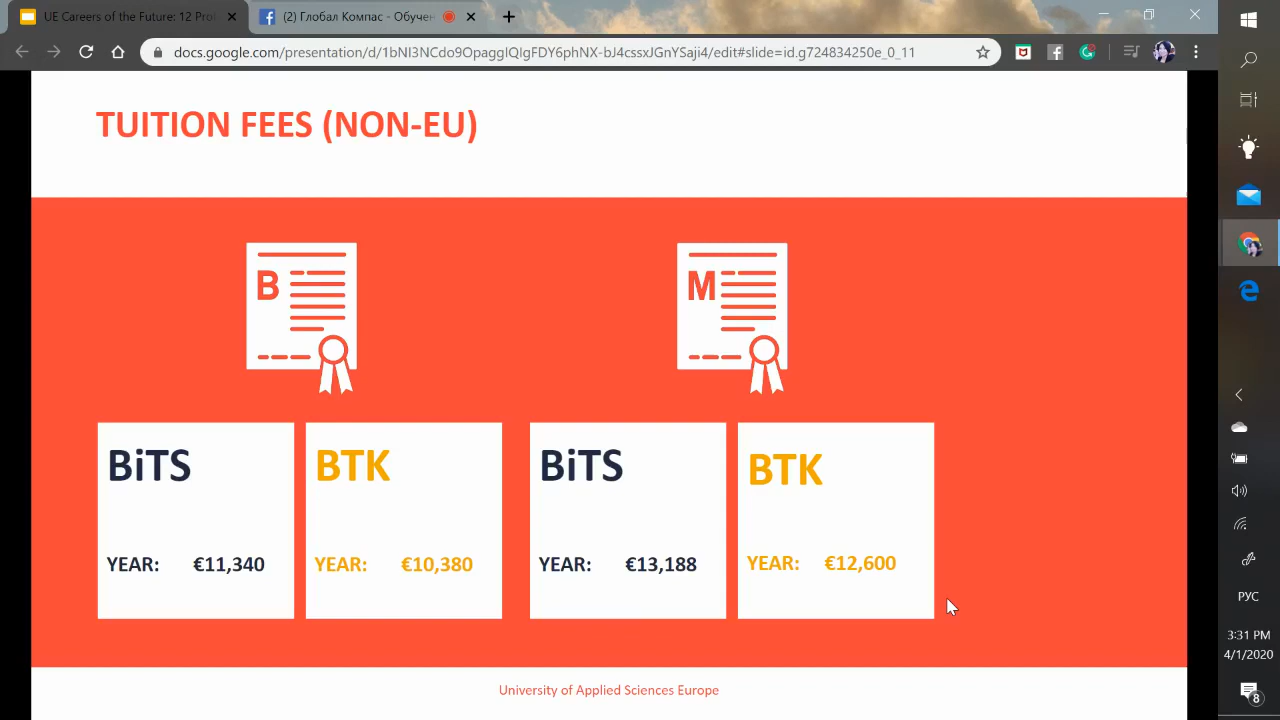 UE Careers of the Future: 12 Pro
(2) Глобал Компас - Обучен
docs.google.com/presentation/d/1bNI3NCdo9OpagglQIgFDY6phNX-bJ4cssxJGnYSaji4/edit#slide=id.g724834250e_0_11
TUITION FEES (NON-EU)
B
M
BiTS
BTK
BiTS
BTK
YEAR: €11,340
YEAR: €10,380
YEAR: €13,188
YEAR: €12,600
University of Applied Sciences Europe
РУС
3:31 PM
4/1/2020
8